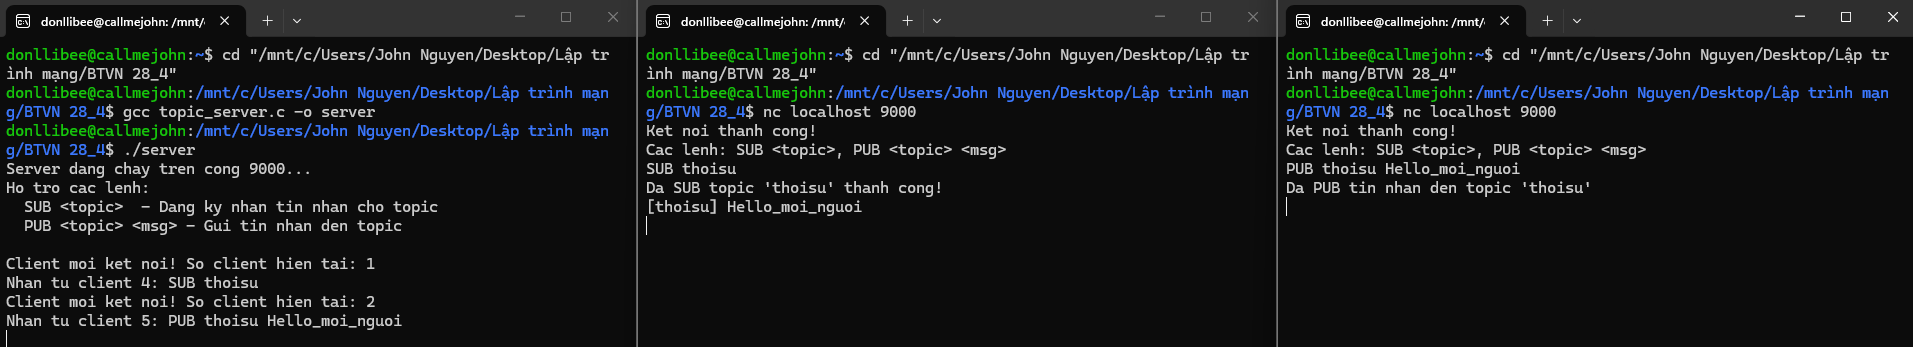 donllibee@callmejohn: /mnt/c
donllibee@callmejohn:~$ cd "/mnt/c/Users/John Nguyen/Desktop/Lập tr
ình mạng/BTVN 28_4"
donllibee@callmejohn:/mnt/c/Users/John Nguyen/Desktop/Lập trình mạn
g/BTVN 28_4$ gcc topic_server.c -o server
donllibee@callmejohn:/mnt/c/Users/John Nguyen/Desktop/Lập trình mạn
g/BTVN 28_4$ ./server
Server dang chay tren cong 9000...
Ho tro cac lenh:
  SUB <topic>  - Dang ky nhan tin nhan cho topic
  PUB <topic> <msg> - Gui tin nhan den topic

Client moi ket noi! So client hien tai: 1
Nhan tu client 4: SUB thoisu
Client moi ket noi! So client hien tai: 2
Nhan tu client 5: PUB thoisu Hello_moi_nguoi
donllibee@callmejohn: /mnt/c
donllibee@callmejohn:~$ cd "/mnt/c/Users/John Nguyen/Desktop/Lập tr
ình mạng/BTVN 28_4"
donllibee@callmejohn:/mnt/c/Users/John Nguyen/Desktop/Lập trình mạn
g/BTVN 28_4$ nc localhost 9000
Ket noi thanh cong!
Cac lenh: SUB <topic>, PUB <topic> <msg>
SUB thoisu
Da SUB topic 'thoisu' thanh cong!
[thoisu] Hello_moi_nguoi
donllibee@callmejohn: /mnt/c
donllibee@callmejohn:~$ cd "/mnt/c/Users/John Nguyen/Desktop/Lập tr
ình mạng/BTVN 28_4"
donllibee@callmejohn:/mnt/c/Users/John Nguyen/Desktop/Lập trình mạn
g/BTVN 28_4$ nc localhost 9000
Ket noi thanh cong!
Cac lenh: SUB <topic>, PUB <topic> <msg>
PUB thoisu Hello_moi_nguoi
Da PUB tin nhan den topic 'thoisu'